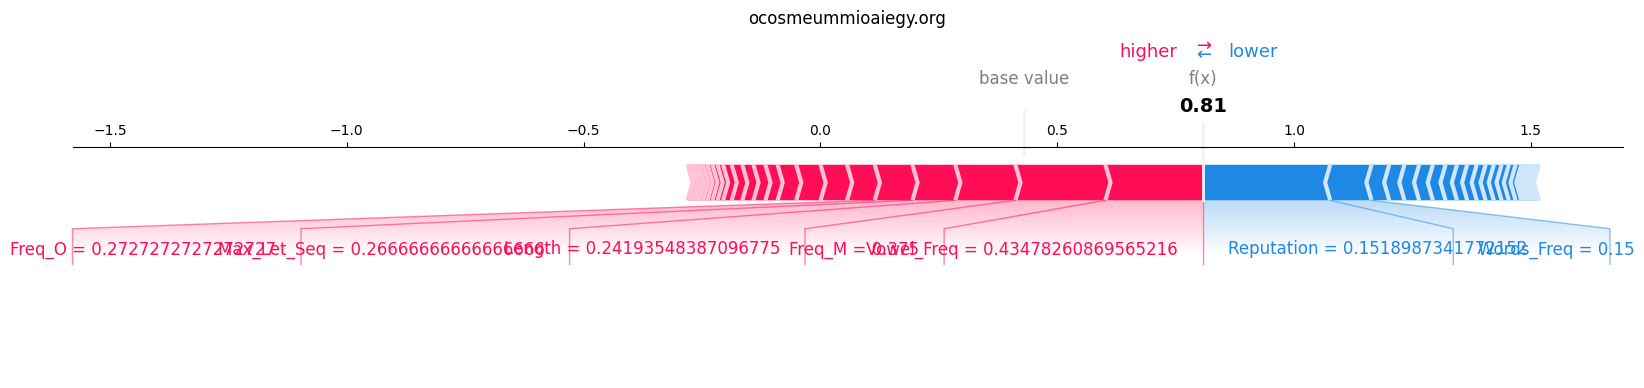 ocosmeummioaiegy.org
higher → ← lower
base value f(x)
0.81
−1.5 −1.0 −0.5 0.0 0.5 1.0 1.5
Freq_O = 0.2727272727272727 Max_Let_Seq = 0.26666666666666666 Length = 0.24193548387096775 Freq_M = 0.375 Vowel_Freq = 0.43478260869565216 Reputation = 0.1518987341772152 Words_Freq = 0.15